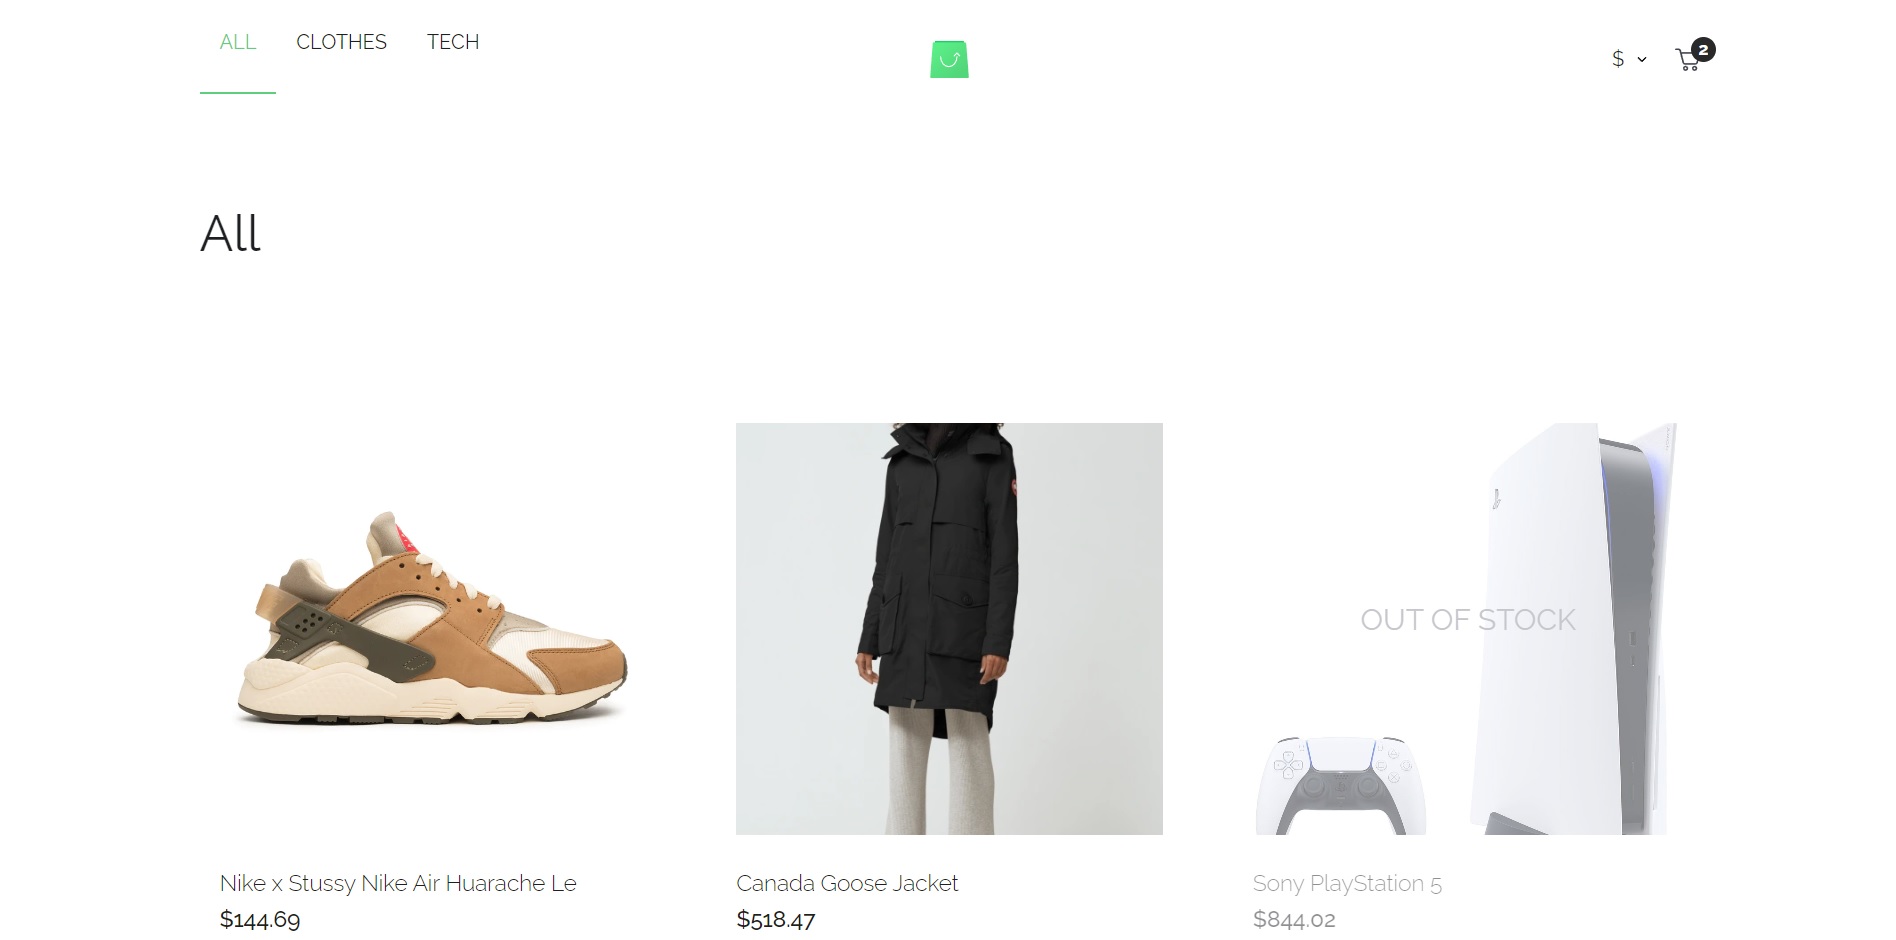 ALL CLOTHES TECH
$ 2
All
OUT OF STOCK
Nike x Stussy Nike Air Huarache Le
$144.69
Canada Goose Jacket
$518.47
Sony PlayStation 5
$844.02